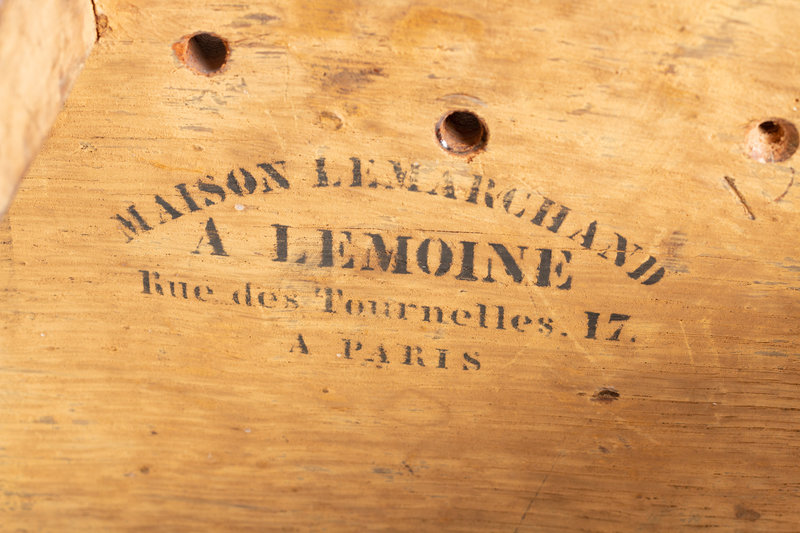 MAISON LEMARCHAND
A LEMOINE
Rue des Tournelles. 17.
A PARIS